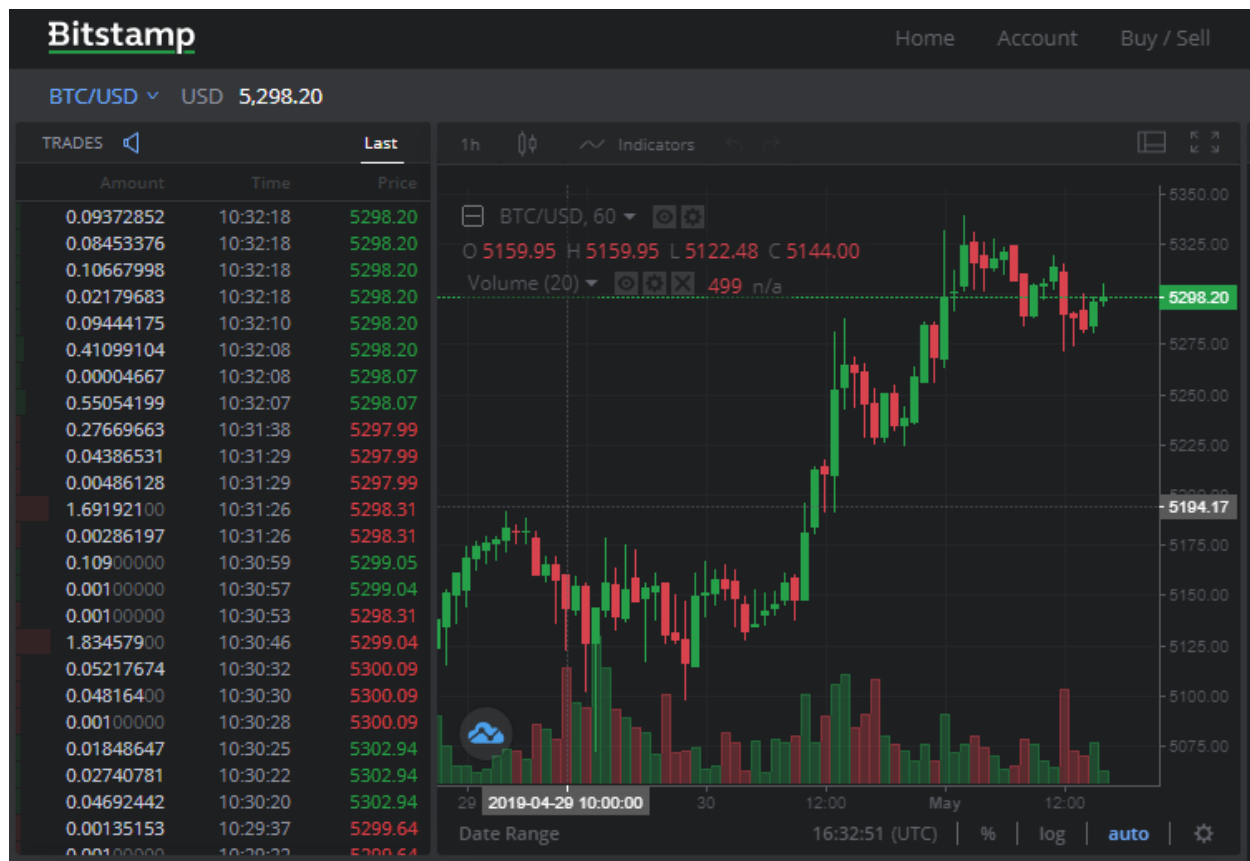 Bitstamp
Home Account Buy / Sell
BTC/USD USD 5,298.20
TRADES Last
Amount Time Price
0.09372852 10:32:18 5298.20
0.08453376 10:32:18 5298.20
0.10667998 10:32:18 5298.20
0.02179683 10:32:18 5298.20
0.09444175 10:32:10 5298.20
0.41099104 10:32:08 5298.20
0.00004667 10:32:08 5298.07
0.55054199 10:32:07 5298.07
0.27669663 10:31:38 5297.99
0.04386531 10:31:29 5297.99
0.00486128 10:31:29 5297.99
1.69192100 10:31:26 5298.31
0.00286197 10:31:26 5298.31
0.10900000 10:30:59 5299.05
0.00100000 10:30:57 5299.04
0.00100000 10:30:53 5298.31
1.83457900 10:30:46 5299.04
0.05217674 10:30:32 5300.09
0.04816400 10:30:30 5300.09
0.00100000 10:30:28 5300.09
0.01848647 10:30:25 5302.94
0.02740781 10:30:22 5302.94
0.04692442 10:30:20 5302.94
0.00135153 10:29:37 5299.64
1h Indicators
BTC/USD, 60
O 5159.95 H 5159.95 L 5122.48 C 5144.00
Volume (20) 499 n/a
5350.00
5325.00
5298.20
5275.00
5250.00
5225.00
5194.17
5175.00
5150.00
5125.00
5100.00
5075.00
29 2019-04-29 10:00:00 30 12:00 May 12:00
Date Range 16:32:51 (UTC) % log auto